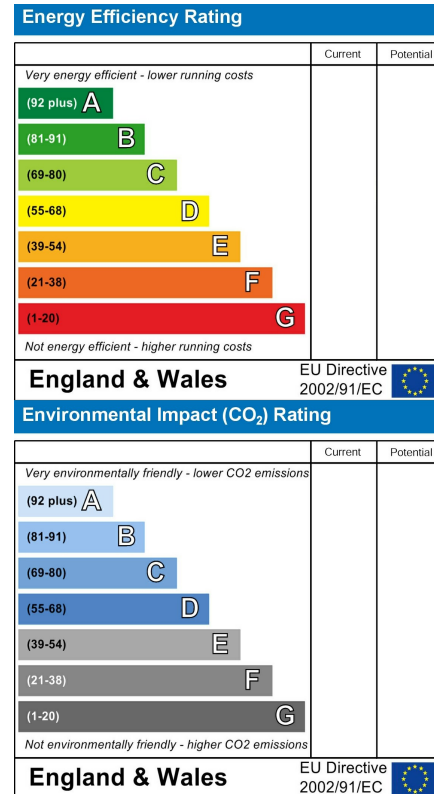 Energy Efficiency Rating
Current Potential
Very energy efficient - lower running costs
(92 plus) A
(81-91) B
(69-80) C
(55-68) D
(39-54) E
(21-38) F
(1-20) G
Not energy efficient - higher running costs
England & Wales
EU Directive
2002/91/EC
Environmental Impact (CO₂) Rating
Current Potential
Very environmentally friendly - lower CO2 emissions
(92 plus) A
(81-91) B
(69-80) C
(55-68) D
(39-54) E
(21-38) F
(1-20) G
Not environmentally friendly - higher CO2 emissions
England & Wales
EU Directive
2002/91/EC